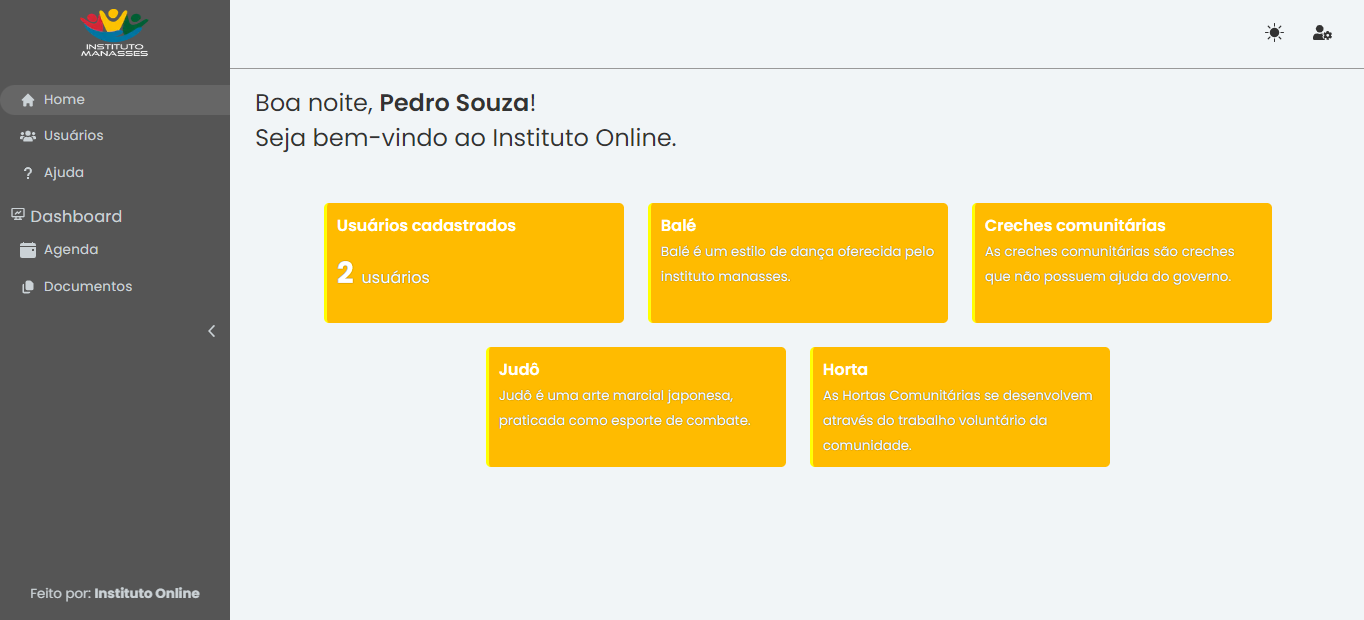 INSTITUTO
MANASSES
Home
Usuários
? Ajuda
Dashboard
Agenda
Documentos
Feito por: Instituto Online
Boa noite, Pedro Souza!
Seja bem-vindo ao Instituto Online.
Usuários cadastrados
2 usuários
Balé
Balé é um estilo de dança oferecida pelo
instituto manasses.
Creches comunitárias
As creches comunitárias são creches
que não possuem ajuda do governo.
Judô
Judô é uma arte marcial japonesa,
praticada como esporte de combate.
Horta
As Hortas Comunitárias se desenvolvem
através do trabalho voluntário da
comunidade.